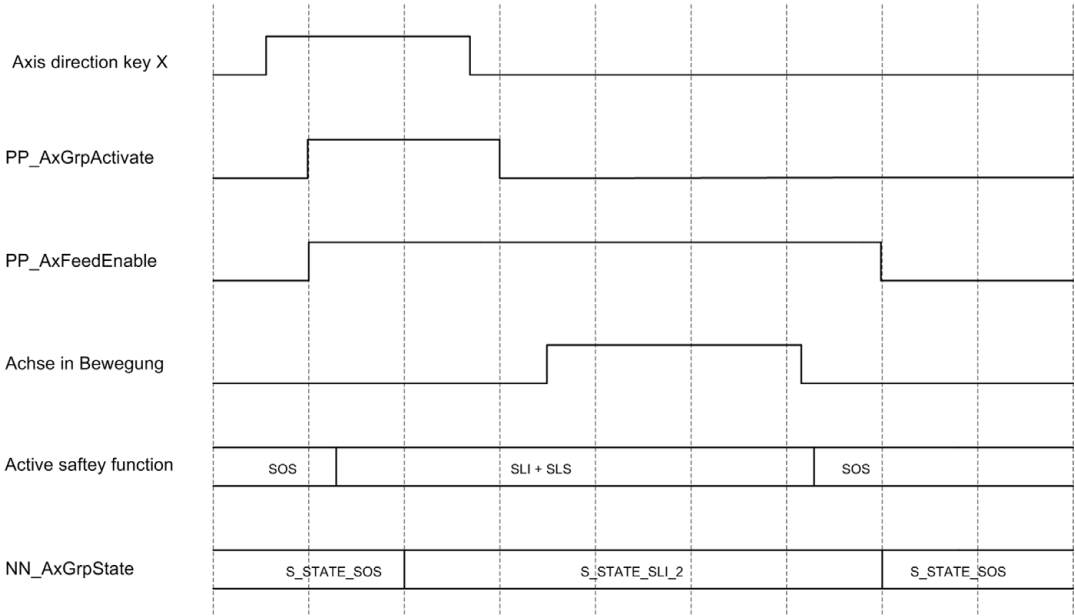 Axis direction key X
PP_AxGrpActivate
PP_AxFeedEnable
Achse in Bewegung
Active saftey function
SOS
SLI + SLS
SOS
NN_AxGrpState
S_STATE_SOS
S_STATE_SLI_2
S_STATE_SOS